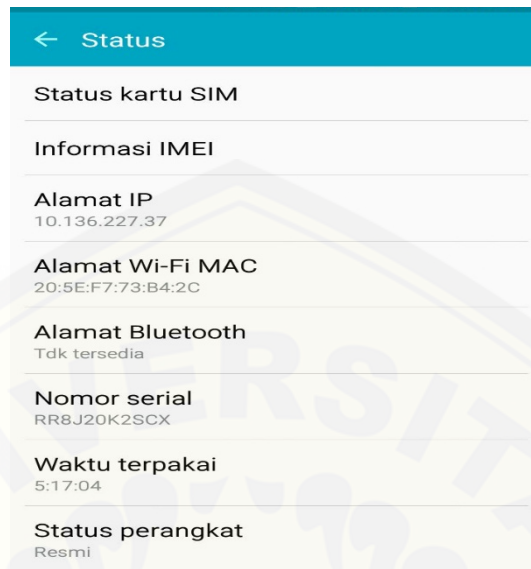 ← Status
Status kartu SIM
Informasi IMEI
Alamat IP
10.136.227.37
Alamat Wi-Fi MAC
20:5E:F7:73:B4:2C
Alamat Bluetooth
Tdk tersedia
Nomor serial
RR8J20K2SCX
Waktu terpakai
5:17:04
Status perangkat
Resmi